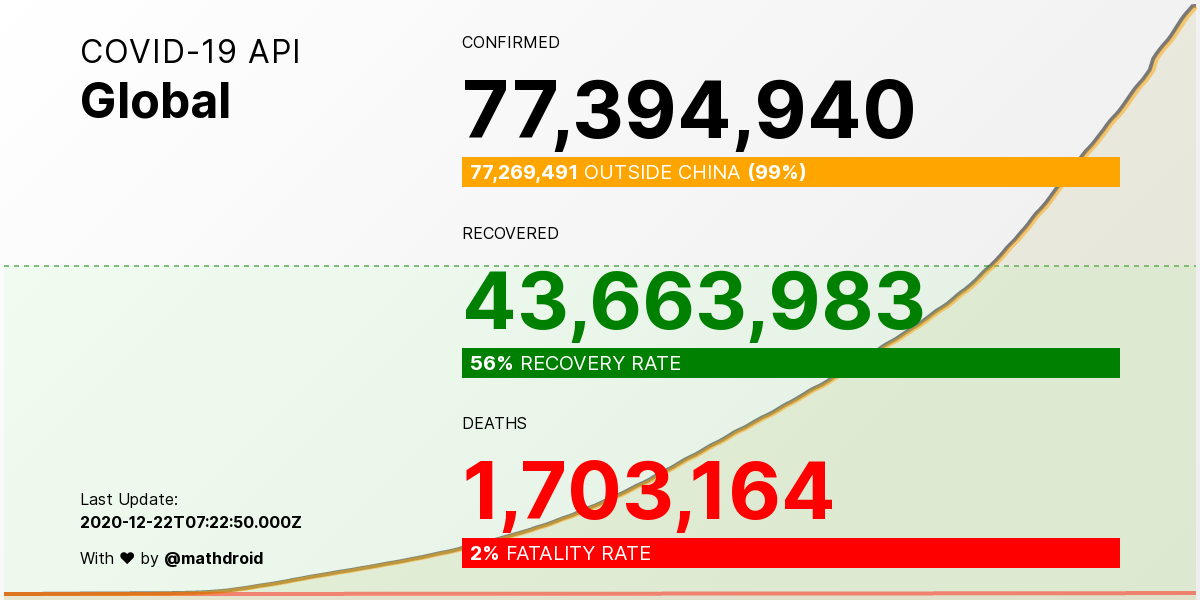 COVID-19 API
Global
CONFIRMED
77,394,940
77,269,491 OUTSIDE CHINA (99%)
RECOVERED
43,663,983
56% RECOVERY RATE
DEATHS
1,703,164
2% FATALITY RATE
Last Update:
2020-12-22T07:22:50.000Z
With ♥ by @mathdroid